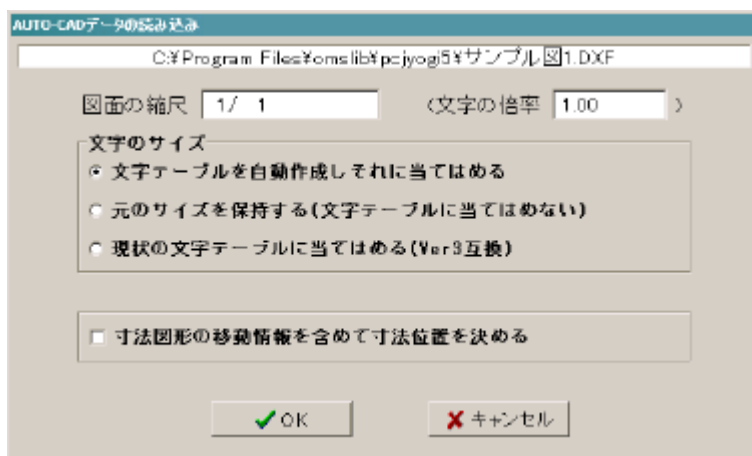 AUTO-CADデータの読み込み
C:¥Program Files¥omslib¥pcjyogi5¥サンプル図1.DXF
図面の縮尺 1/ 1 (文字の倍率 1.00 )
文字のサイズ
文字テーブルを自動作成しそれに当てはめる
元のサイズを保持する(文字テーブルに当てはめない)
現状の文字テーブルに当てはめる(Ver3互換)
寸法図形の移動情報を含めて寸法位置を決める
OK キャンセル